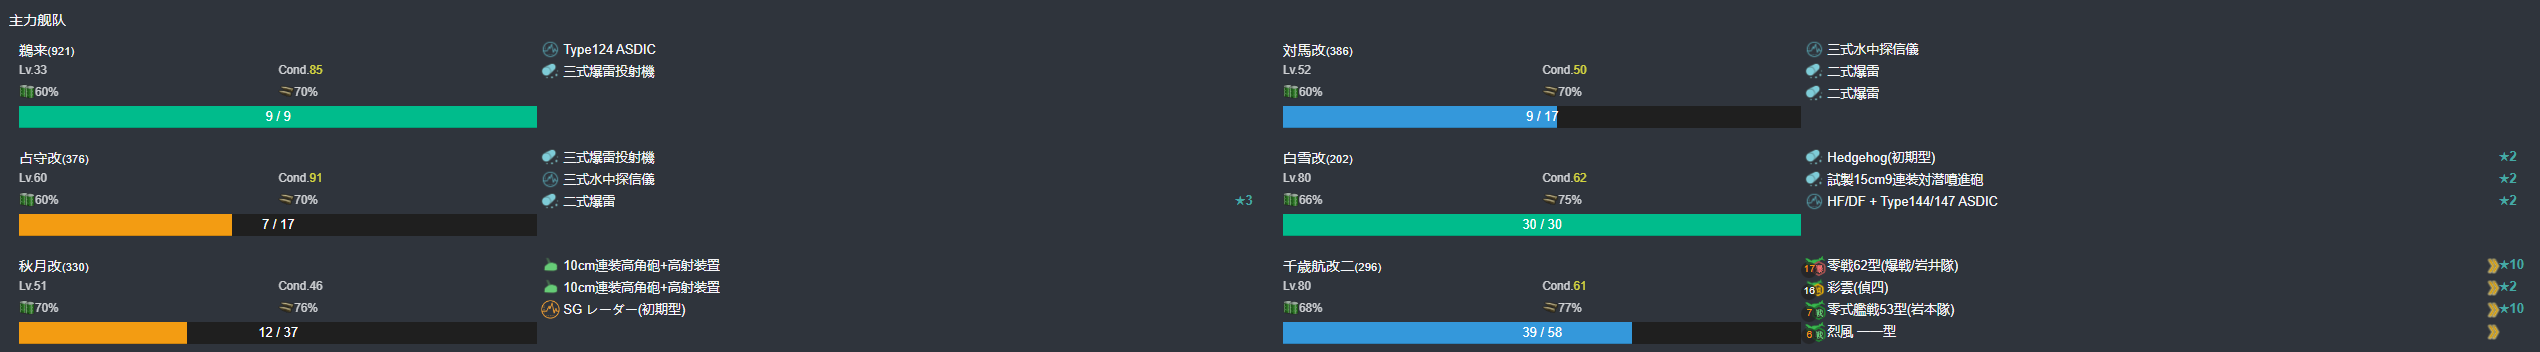 主力舰队
鵜来(921)
Lv.33 Cond.85
60% 70%
9 / 9
Type124 ASDIC
三式爆雷投射機
対馬改(386)
Lv.52 Cond.50
60% 70%
9 / 17
三式水中探信儀
二式爆雷
二式爆雷
占守改(376)
Lv.60 Cond.91
60% 70%
7 / 17
三式爆雷投射機
三式水中探信儀
二式爆雷 ★3
白雪改(202)
Lv.80 Cond.62
66% 75%
30 / 30
Hedgehog(初期型) ★2
試製15cm9連装対潜噴進砲 ★2
HF/DF + Type144/147 ASDIC ★2
秋月改(330)
Lv.51 Cond.46
70% 76%
12 / 37
10cm連装高角砲+高射装置
10cm連装高角砲+高射装置
SG レーダー(初期型)
千歳航改二(296)
Lv.80 Cond.61
68% 77%
39 / 58
17 零戦62型(爆戦/岩井隊) ★10
16 彩雲(偵四) ★2
7 零式艦戦53型(岩本隊) ★10
6 烈風 一一型